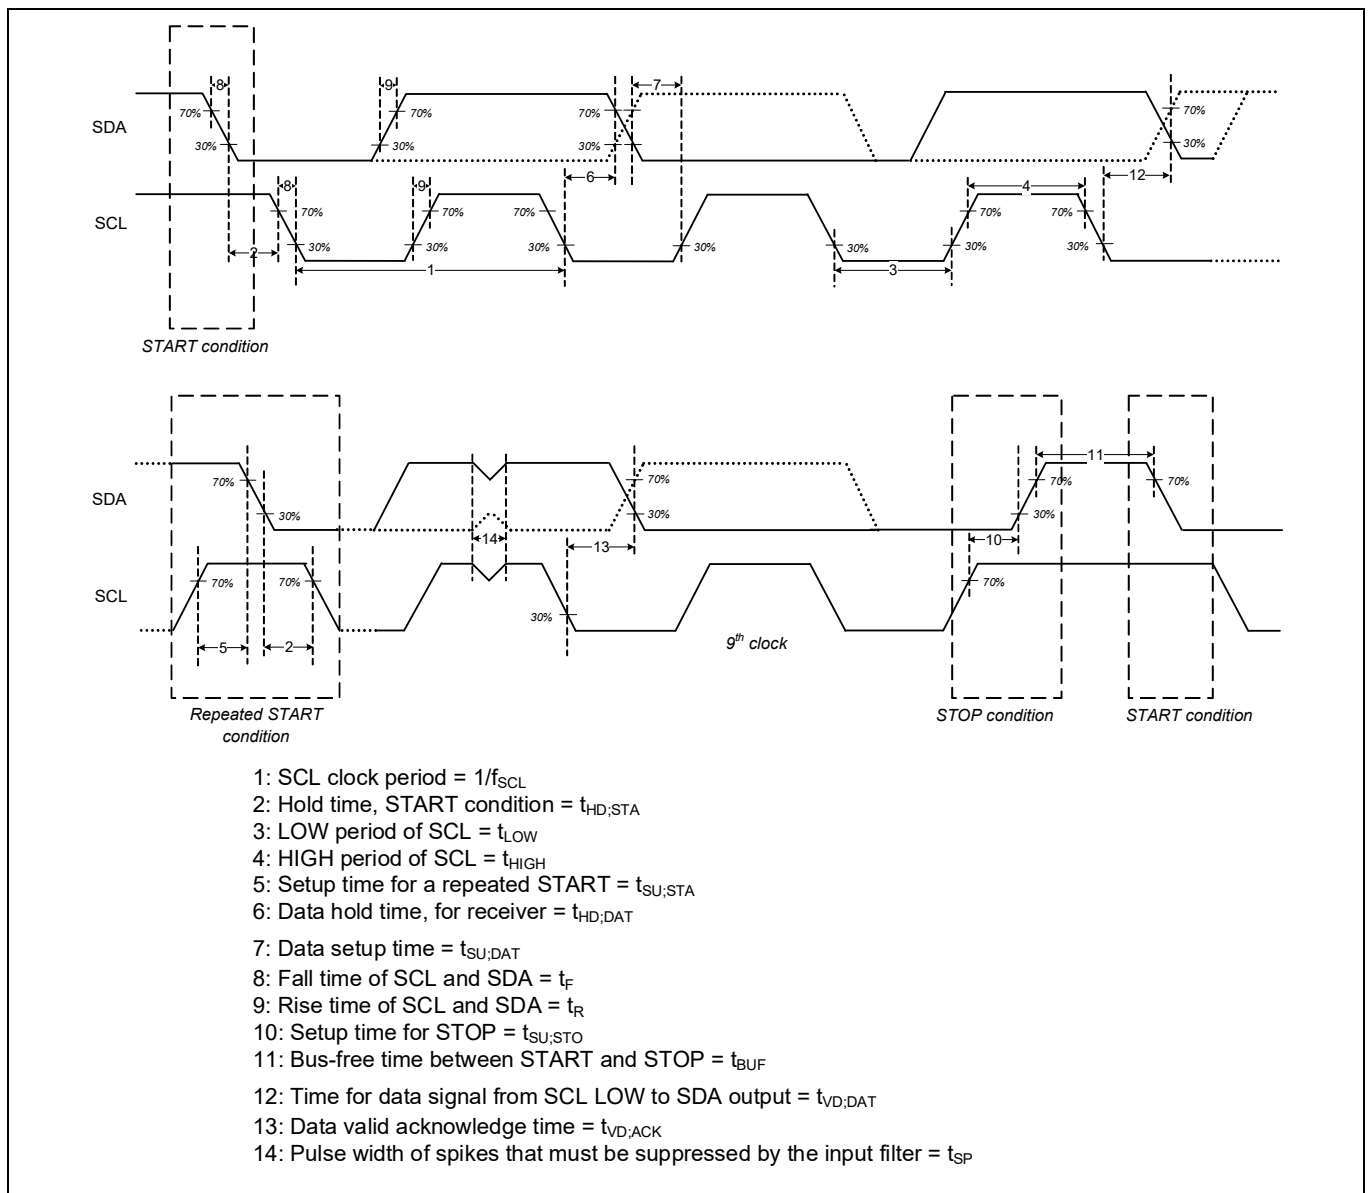 8 9 7
70% 70% 70%
SDA 70%
30% 30% 30% 30%
6 12
8 9 4
SCL 70% 70% 70% 70% 70%
30% 30% 30% 30% 30% 30% 30%
2 1 3
START condition
11
70% 70% 70% 70%
SDA
30% 30% 30%
14 13 10
70% 70% 70%
SCL
30%
5 2 9th clock
Repeated START STOP condition START condition
condition
1: SCL clock period = 1/fSCL
2: Hold time, START condition = tHD;STA
3: LOW period of SCL = tLOW
4: HIGH period of SCL = tHIGH
5: Setup time for a repeated START = tSU;STA
6: Data hold time, for receiver = tHD;DAT
7: Data setup time = tSU;DAT
8: Fall time of SCL and SDA = tF
9: Rise time of SCL and SDA = tR
10: Setup time for STOP = tSU;STO
11: Bus-free time between START and STOP = tBUF
12: Time for data signal from SCL LOW to SDA output = tVD;DAT
13: Data valid acknowledge time = tVD;ACK
14: Pulse width of spikes that must be suppressed by the input filter = tSP